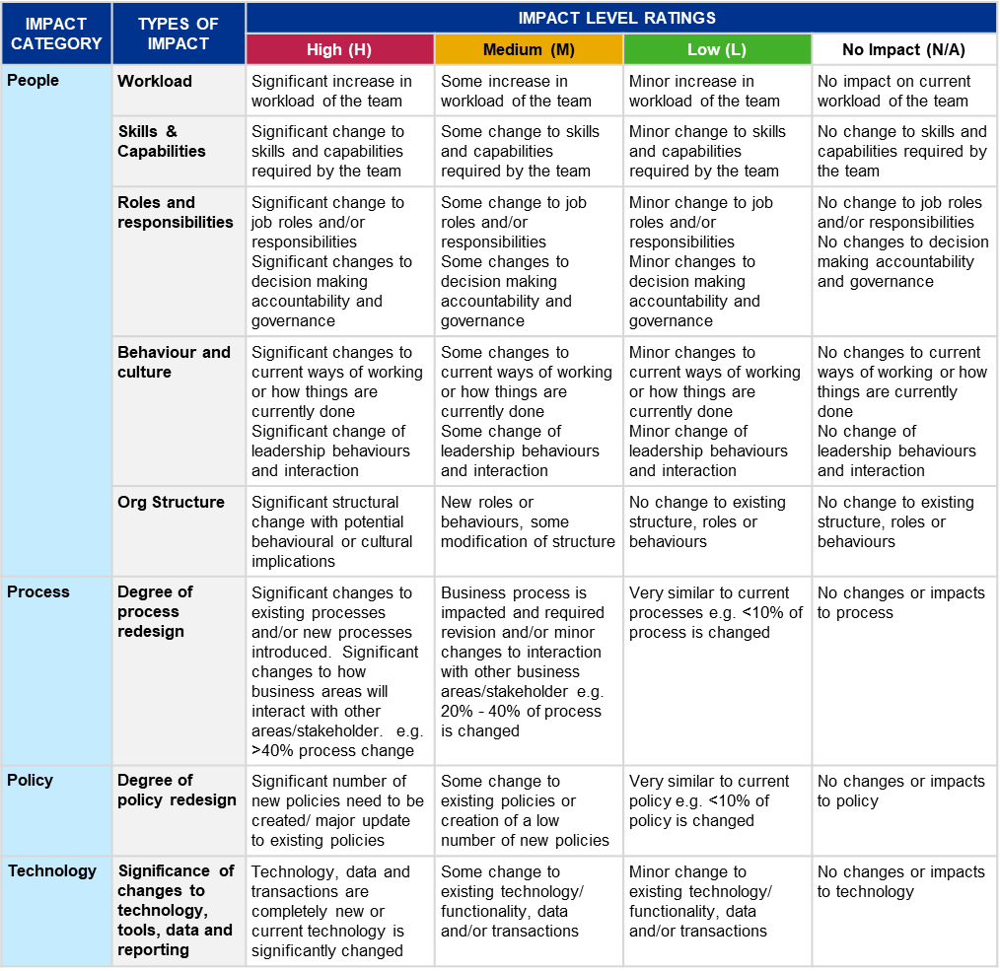 IMPACT
CATEGORY
TYPES OF
IMPACT
IMPACT LEVEL RATINGS
High (H)
Medium (M)
Low (L)
No Impact (N/A)
People
Workload
Significant increase in
workload of the team
Some increase in
workload of the team
Minor increase in
workload of the team
No impact on current
workload of the team
Skills &
Capabilities
Significant change to
skills and capabilities
required by the team
Some change to skills
and capabilities
required by the team
Minor change to skills
and capabilities
required by the team
No change to skills and
capabilities required by
the team
Roles and
responsibilities
Significant change to
job roles and/or
responsibilities
Significant changes to
decision making
accountability and
governance
Some change to job
roles and/or
responsibilities
Some changes to
decision making
accountability and
governance
Minor change to job
roles and/or
responsibilities
Minor changes to
decision making
accountability and
governance
No change to job roles
and/or responsibilities
No changes to decision
making accountability
and governance
Behaviour and
culture
Significant changes to
current ways of working
or how things are
currently done
Significant change of
leadership behaviours
and interaction
Some changes to
current ways of working
or how things are
currently done
Some change of
leadership behaviours
and interaction
Minor changes to
current ways of working
or how things are
currently done
Minor change of
leadership behaviours
and interaction
No changes to current
ways of working or how
things are currently
done
No change of
leadership behaviours
and interaction
Org Structure
Significant structural
change with potential
behavioural or cultural
implications
New roles or
behaviours, some
modification of structure
No change to existing
structure, roles or
behaviours
No change to existing
structure, roles or
behaviours
Process
Degree of
process
redesign
Significant changes to
existing processes
and/or new processes
introduced. Significant
changes to how
business areas will
interact with other
areas/stakeholder. e.g.
>40% process change
Business process is
impacted and required
revision and/or minor
changes to interaction
with other business
areas/stakeholder e.g.
20% - 40% of process
is changed
Very similar to current
processes e.g. <10% of
process is changed
No changes or impacts
to process
Policy
Degree of
policy redesign
Significant number of
new policies need to be
created/ major update
to existing policies
Some change to
existing policies or
creation of a low
number of new policies
Very similar to current
policy e.g. <10% of
policy is changed
No changes or impacts
to policy
Technology
Significance of
changes to
technology,
tools, data and
reporting
Technology, data and
transactions are
completely new or
current technology is
significantly changed
Some change to
existing technology/
functionality, data
and/or transactions
Minor change to
existing technology/
functionality, data
and/or transactions
No changes or impacts
to technology